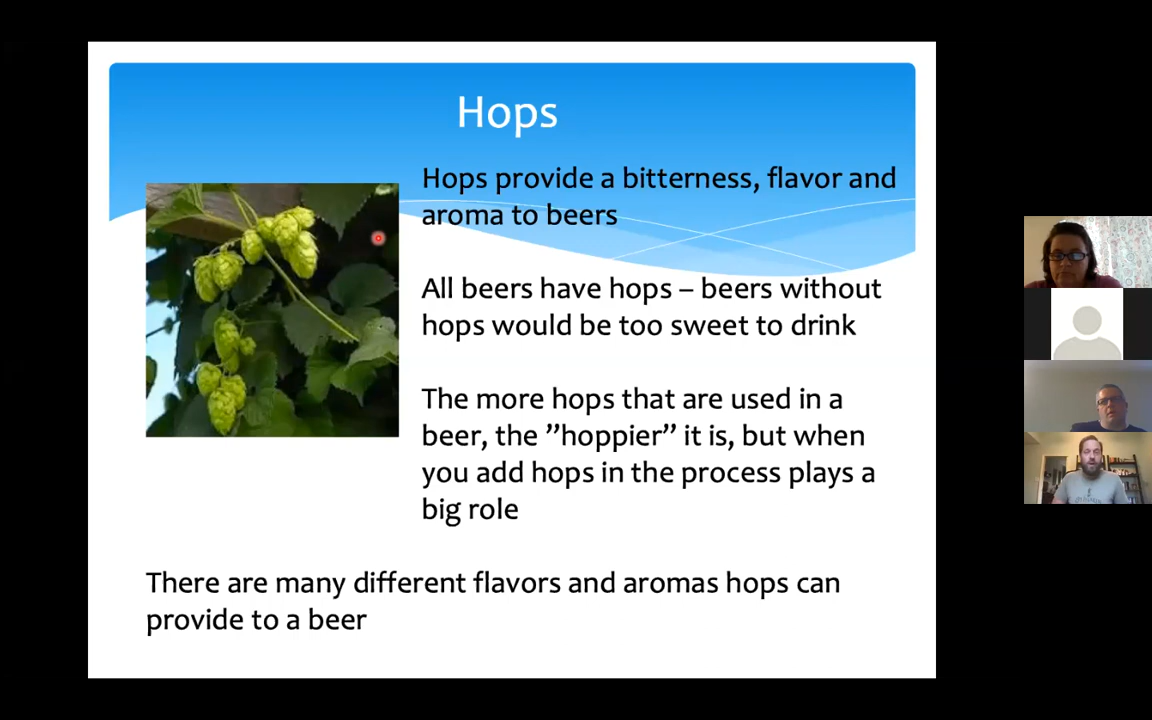 Hops
Hops provide a bitterness, flavor and
aroma to beers
All beers have hops – beers without
hops would be too sweet to drink
The more hops that are used in a
beer, the ”hoppier” it is, but when
you add hops in the process plays a
big role
There are many different flavors and aromas hops can
provide to a beer